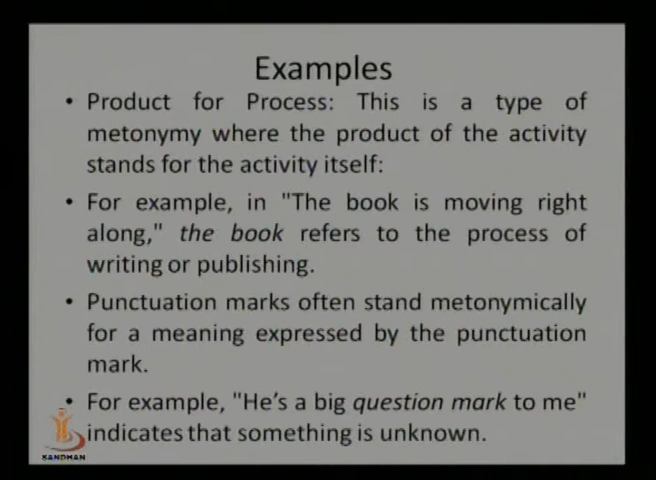 Examples
• Product for Process: This is a type of
metonymy where the product of the activity
stands for the activity itself:
• For example, in "The book is moving right
along," the book refers to the process of
writing or publishing.
• Punctuation marks often stand metonymically
for a meaning expressed by the punctuation
mark.
• For example, "He's a big question mark to me"
indicates that something is unknown.
SANDHAN